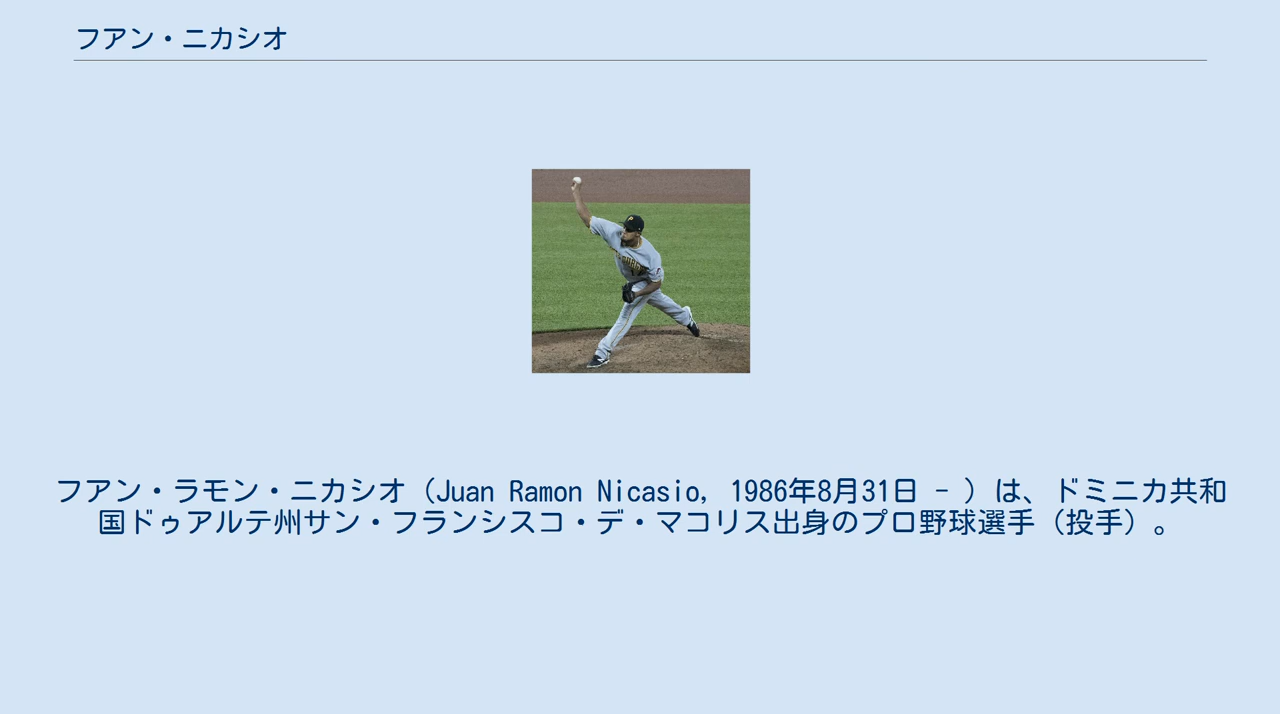 フアン・ニカシオ
フアン・ラモン・ニカシオ（Juan Ramon Nicasio, 1986年8月31日 - ）は、ドミニカ共和
国ドゥアルテ州サン・フランシスコ・デ・マコリス出身のプロ野球選手（投手）。